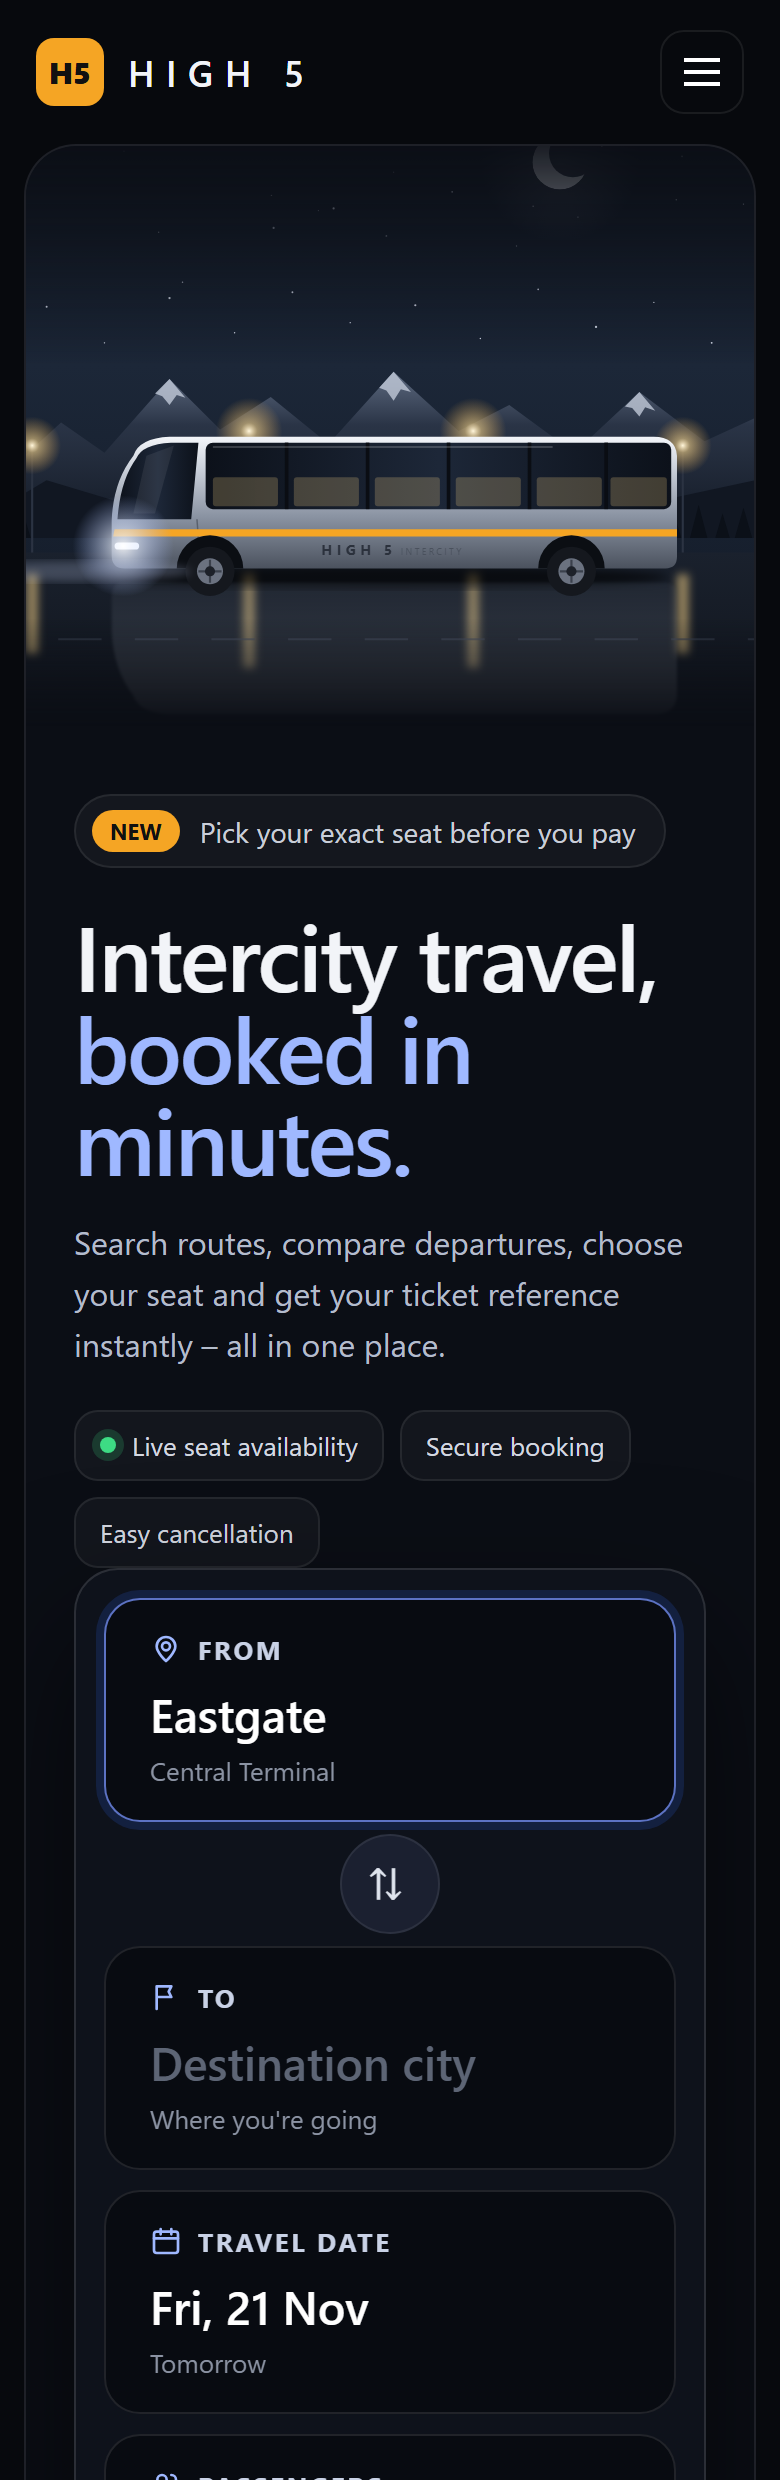 H5 HIGH 5
HIGH 5 INTERCITY
NEW Pick your exact seat before you pay
Intercity travel,
booked in
minutes.
Search routes, compare departures, choose
your seat and get your ticket reference
instantly – all in one place.
Live seat availability Secure booking
Easy cancellation
FROM
Eastgate
Central Terminal
TO
Destination city
Where you're going
TRAVEL DATE
Fri, 21 Nov
Tomorrow
PASSENGERS